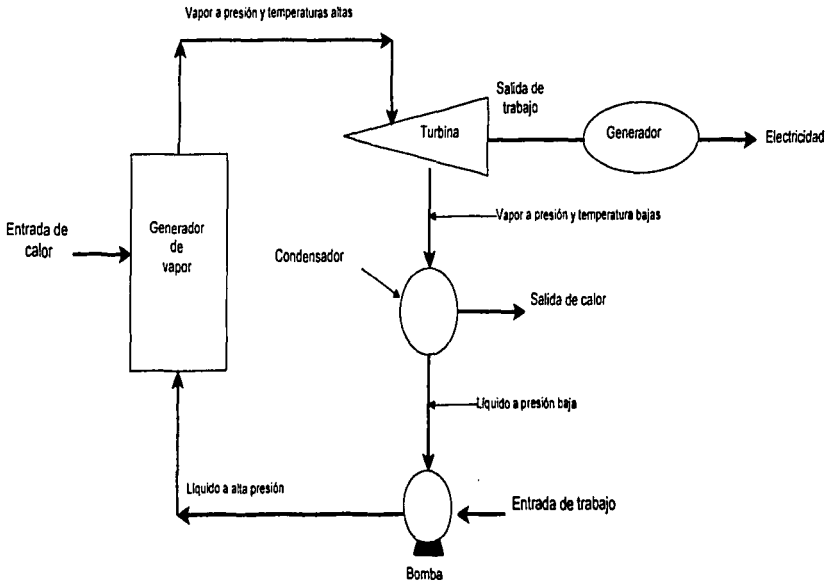 Vapor a presión y temperaturas altas
Salida de
trabajo
Turbina
Generador
Electricidad
Vapor a presión y temperatura bajas
Entrada de
calor
Generador
de
vapor
Condensador
Salida de calor
Líquido a presión baja
Líquido a alta presión
Entrada de trabajo
Bomba